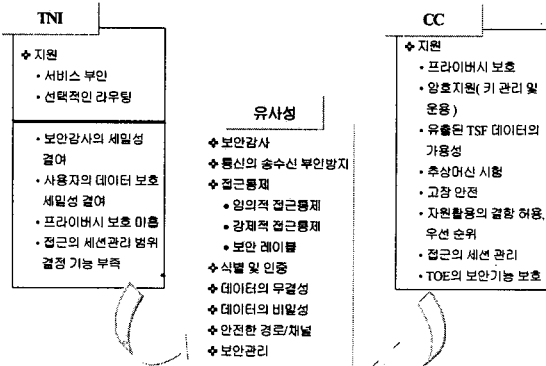 TNI
❖ 지원
• 서비스 부인
• 선택적인 라우팅
• 보안감사의 세밀성
결여
• 사용자의 데이터 보호
세밀성 결여
• 프라이버시 보호 미흡
• 접근의 세션관리 범위
결정 기능 부족
유사성
❖ 보안감사
❖ 통신의 송수신 부인방지
❖ 접근통제
• 임의적 접근통제
• 강제적 접근통제
• 보안 레이블
❖ 식별 및 인증
❖ 데이터의 무결성
❖ 데이터의 비밀성
❖ 안전한 경로/채널
❖ 보안관리
CC
❖ 지원
• 프라이버시 보호
• 암호지원( 키 관리 및
운용 )
• 유출된 TSF 데이터의
가용성
• 추상머신 시험
• 고장 안전
• 자원활용의 결함 허용,
우선 순위
• 접근의 세션 관리
• TOE의 보안기능 보호